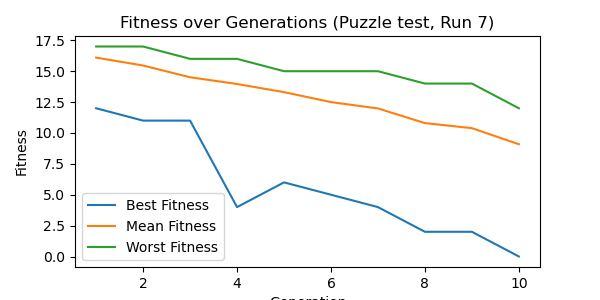 Fitness over Generations (Puzzle test, Run 7)
17.5
15.0
12.5
10.0
7.5
5.0
2.5
0.0
Fitness
Best Fitness
Mean Fitness
Worst Fitness
2
4
6
8
10
Generation